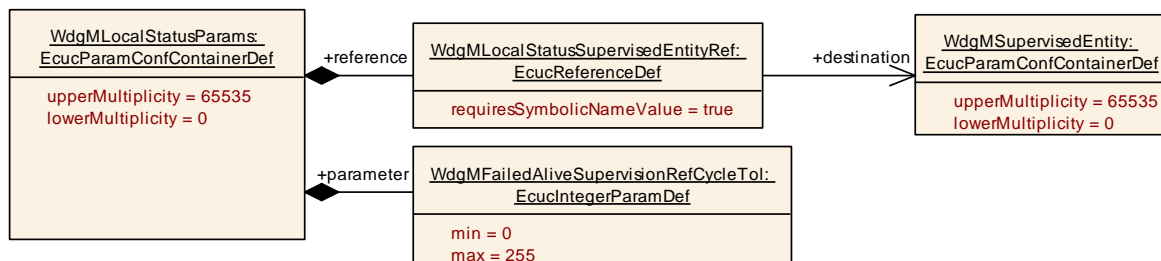 WdgMLocalStatusParams:
EcucParamConfContainerDef
upperMultiplicity = 65535
lowerMultiplicity = 0
+reference
WdgMLocalStatusSupervisedEntityRef:
EcucReferenceDef
requiresSymbolicNameValue = true
+destination
WdgMSupervisedEntity:
EcucParamConfContainerDef
upperMultiplicity = 65535
lowerMultiplicity = 0
+parameter
WdgMFailedAliveSupervisionRefCycleTol:
EcucIntegerParamDef
min = 0
max = 255